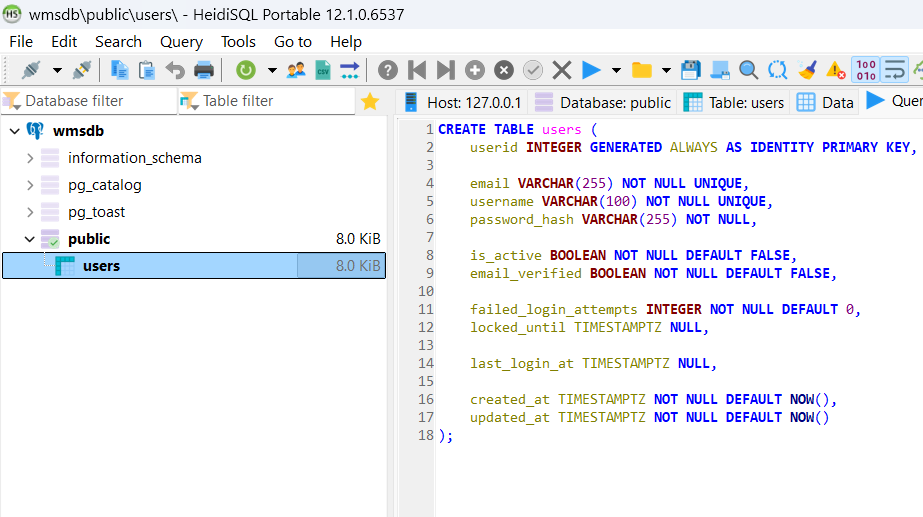 HS wmsdb\public\users\ - HeidiSQL Portable 12.1.0.6537
File Edit Search Query Tools Go to Help
Database filter Table filter
Host: 127.0.0.1 Database: public Table: users Data
wmsdb
information_schema
pg_catalog
pg_toast
public 8.0 KiB
users 8.0 KiB
1 CREATE TABLE users (
2 userid INTEGER GENERATED ALWAYS AS IDENTITY PRIMARY KEY,
3
4 email VARCHAR(255) NOT NULL UNIQUE,
5 username VARCHAR(100) NOT NULL UNIQUE,
6 password_hash VARCHAR(255) NOT NULL,
7
8 is_active BOOLEAN NOT NULL DEFAULT FALSE,
9 email_verified BOOLEAN NOT NULL DEFAULT FALSE,
10
11 failed_login_attempts INTEGER NOT NULL DEFAULT 0,
12 locked_until TIMESTAMPTZ NULL,
13
14 last_login_at TIMESTAMPTZ NULL,
15
16 created_at TIMESTAMPTZ NOT NULL DEFAULT NOW(),
17 updated_at TIMESTAMPTZ NOT NULL DEFAULT NOW()
18 );